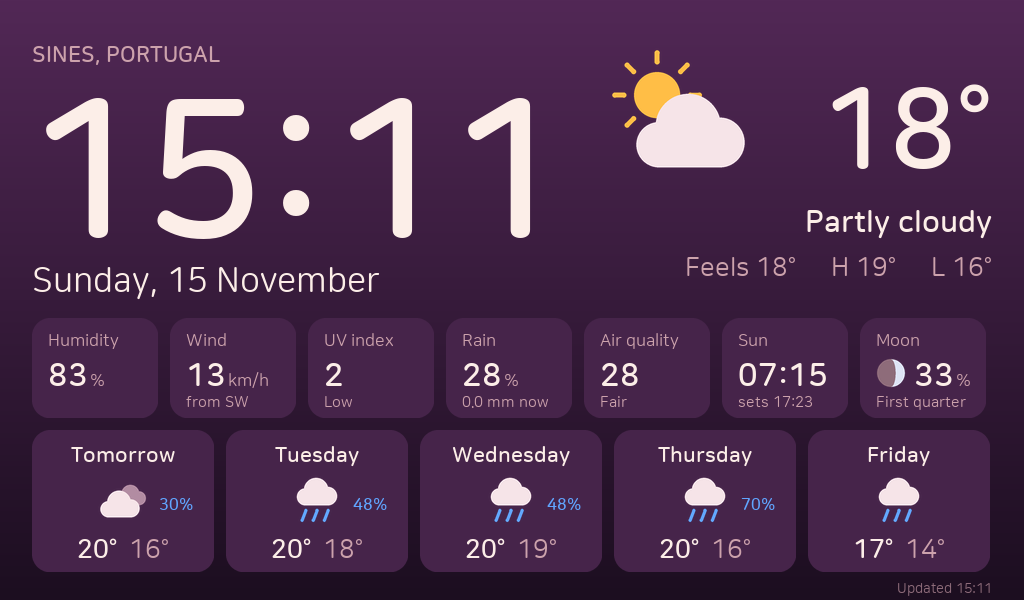 SINES, PORTUGAL
15:11
Sunday, 15 November
18°
Partly cloudy
Feels 18° H 19° L 16°
Humidity
83 %
Wind
13 km/h
from SW
UV index
2
Low
Rain
28 %
0.0 mm now
Air quality
28
Fair
Sun
07:15
sets 17:23
Moon
33 %
First quarter
Tomorrow
30%
20° 16°
Tuesday
48%
20° 18°
Wednesday
48%
20° 19°
Thursday
70%
20° 16°
Friday
17° 14°
Updated 15:11